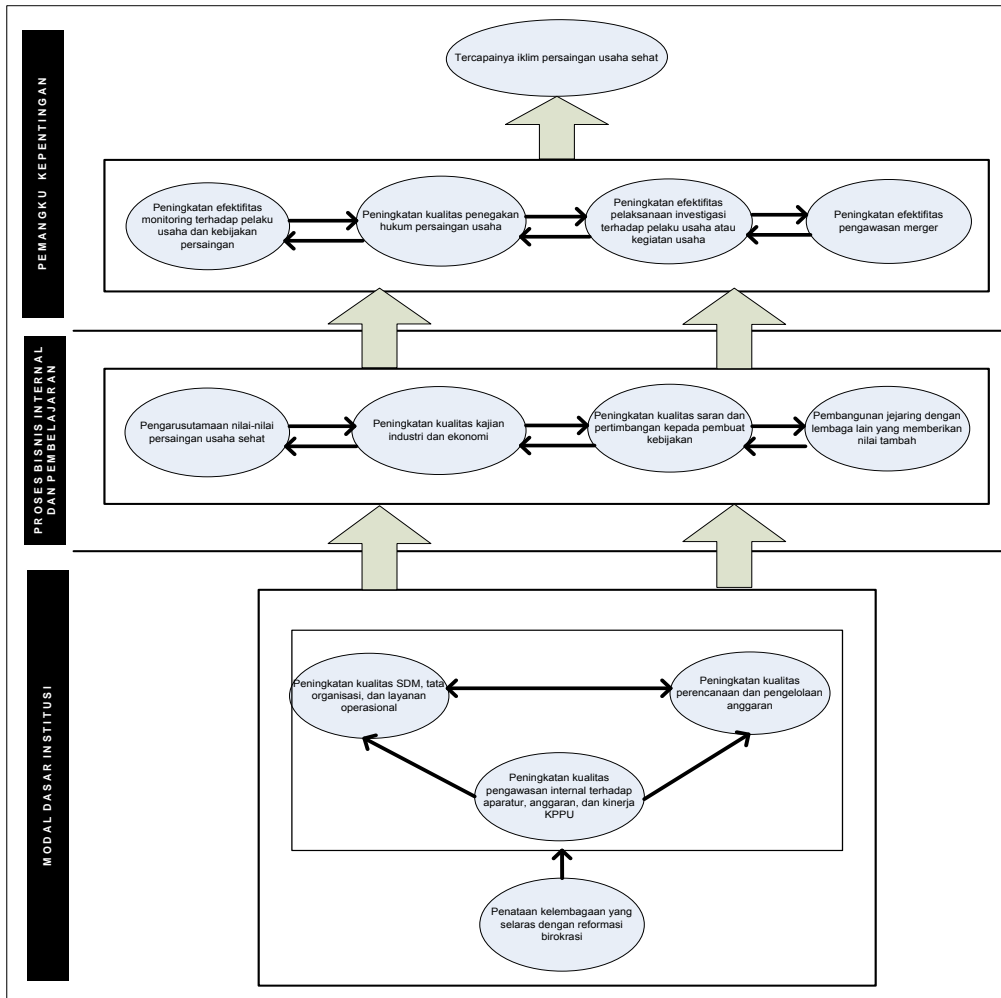 PEMANGKU KEPENTINGAN
Tercapainya iklim persaingan usaha sehat
Peningkatan efektifitas
monitoring terhadap pelaku
usaha dan kebijakan
persaingan
Peningkatan kualitas penegakan
hukum persaingan usaha
Peningkatan efektifitas
pelaksanaan investigasi
terhadap pelaku usaha atau
kegiatan usaha
Peningkatan efektifitas
pengawasan merger
PROSES BISNIS INTERNAL
DAN PEMBELAJARAN
Pengarusutamaan nilai-nilai
persaingan usaha sehat
Peningkatan kualitas kajian
industri dan ekonomi
Peningkatan kualitas saran dan
pertimbangan kepada pembuat
kebijakan
Pembangunan jejaring dengan
lembaga lain yang memberikan
nilai tambah
MODAL DASAR INSTITUSI
Peningkatan kualitas SDM, tata
organisasi, dan layanan
operasional
Peningkatan kualitas
perencanaan dan pengelolaan
anggaran
Peningkatan kualitas
pengawasan internal terhadap
aparatur, anggaran, dan kinerja
KPPU
Penataan kelembagaan yang
selaras dengan reformasi
birokrasi